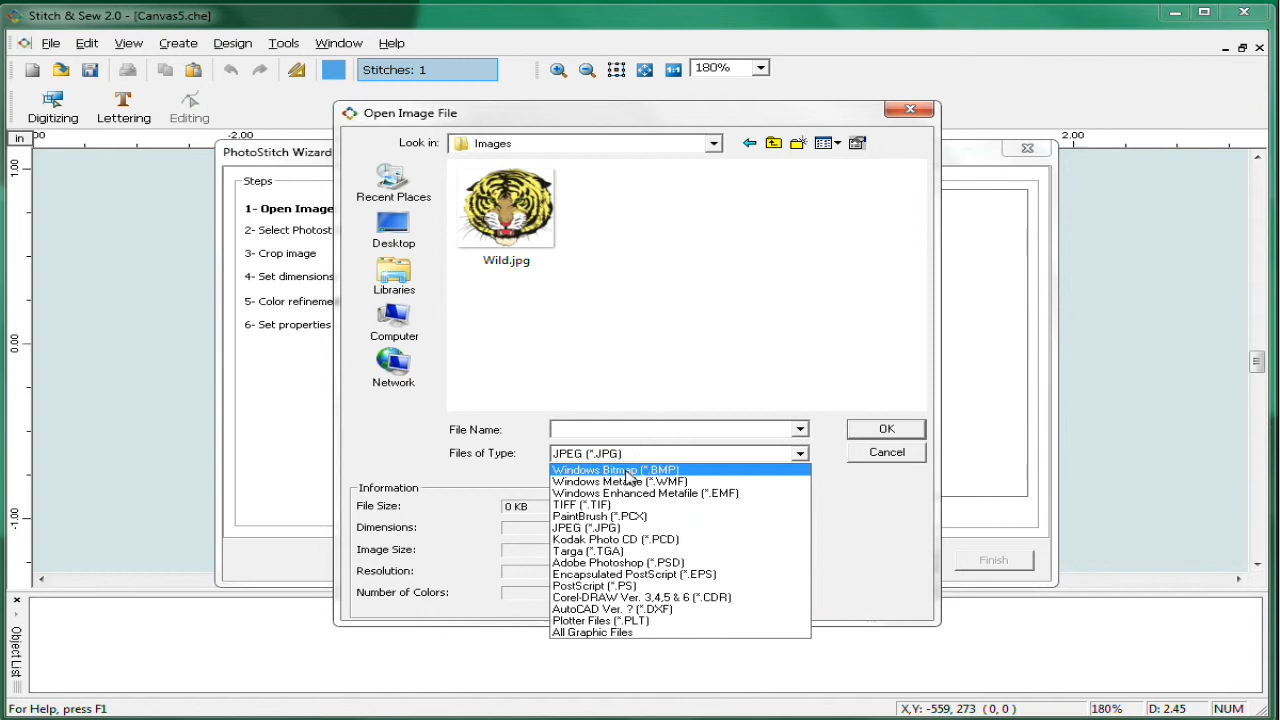 Stitch & Sew 2.0 - [Canvas5.che]
File Edit View Create Design Tools Window Help
Stitches: 1
180%
Digitizing Lettering Editing
in
00 -2.00 2.00
1.00
0.00
-1.00
PhotoStitch Wizard
Steps
1- Open Image
2- Select Photost
3- Crop image
4- Set dimensions
5- Color refineme
6- Set properties
Finish
Open Image File
Look in: Images
Recent Places
Desktop
Libraries
Computer
Network
Wild.jpg
File Name:
OK
Files of Type: JPEG (*.JPG)
Cancel
Windows Bitmap (*.BMP)
Windows Metafile (*.WMF)
Windows Enhanced Metafile (*.EMF)
TIFF (*.TIF)
PaintBrush (*.PCX)
JPEG (*.JPG)
Kodak Photo CD (*.PCD)
Targa (*.TGA)
Adobe Photoshop (*.PSD)
Encapsulated PostScript (*.EPS)
PostScript (*.PS)
Corel-DRAW Ver. 3,4,5 & 6 (*.CDR)
AutoCAD Ver. ? (*.DXF)
Plotter Files (*.PLT)
All Graphic Files
Information
File Size: 0 KB
Dimensions:
Image Size:
Resolution:
Number of Colors:
Object List
For Help, press F1
X,Y: -559, 273 ( 0, 0 ) 180% D: 2.45 NUM